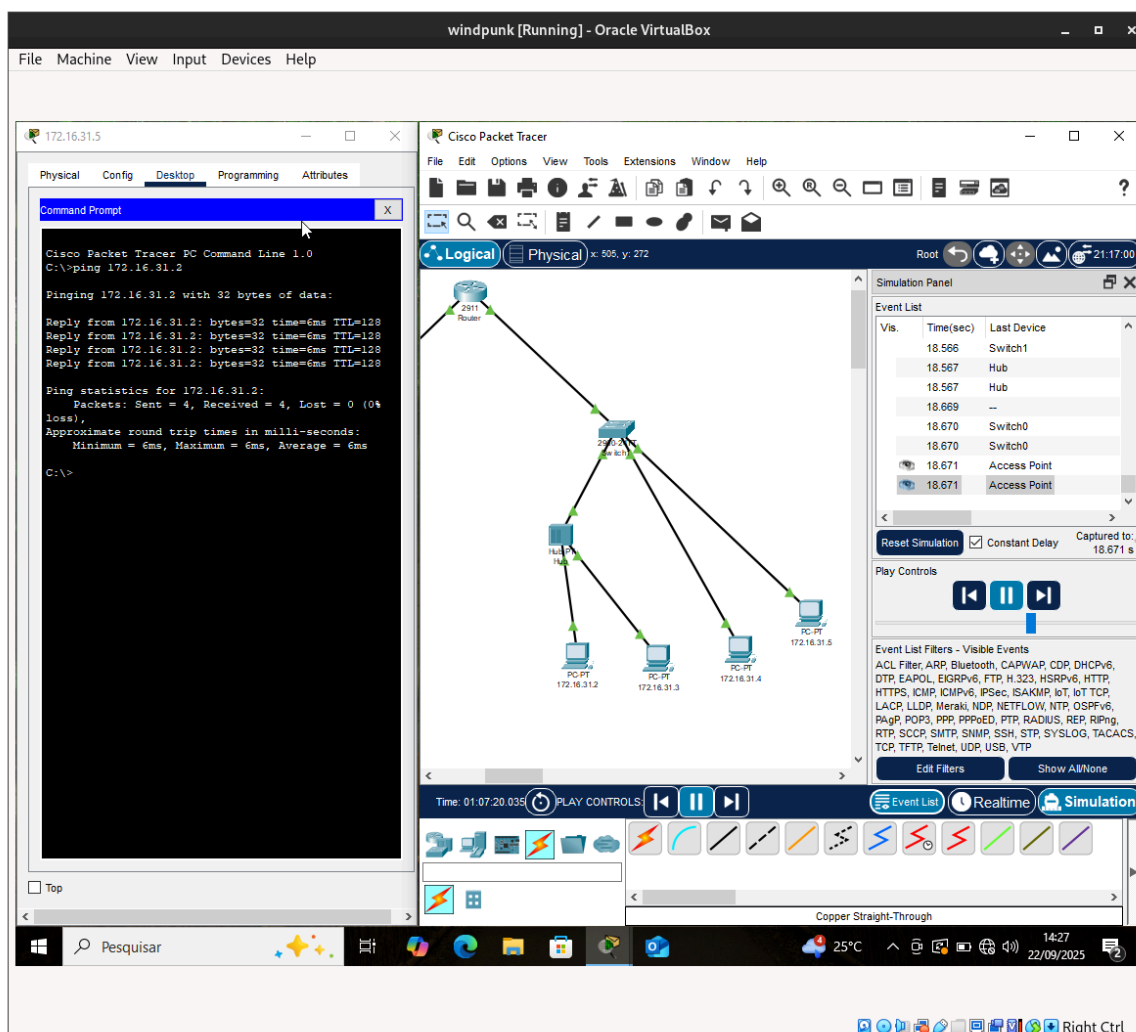 windpunk [Running] - Oracle VirtualBox
File Machine View Input Devices Help
172.16.31.5
Physical Config Desktop Programming Attributes
Command Prompt
X
Cisco Packet Tracer PC Command Line 1.0
C:\>ping 172.16.31.2
Pinging 172.16.31.2 with 32 bytes of data:
Reply from 172.16.31.2: bytes=32 time=6ms TTL=128
Reply from 172.16.31.2: bytes=32 time=6ms TTL=128
Reply from 172.16.31.2: bytes=32 time=6ms TTL=128
Reply from 172.16.31.2: bytes=32 time=6ms TTL=128
Ping statistics for 172.16.31.2:
Packets: Sent = 4, Received = 4, Lost = 0 (0%
loss),
Approximate round trip times in milli-seconds:
Minimum = 6ms, Maximum = 6ms, Average = 6ms
C:\>
Top
Cisco Packet Tracer
File Edit Options View Tools Extensions Window Help
?
Logical Physical x: 505, y: 272 Root 21:17:00
2911
Router
Hub
PC-PT
172.16.31.2
PC-PT
172.16.31.3
PC-PT
172.16.31.4
PC-PT
172.16.31.5
Simulation Panel
Event List
Vis. Time(sec) Last Device
18.566 Switch1
18.567 Hub
18.567 Hub
18.669 --
18.670 Switch0
18.670 Switch0
18.671 Access Point
18.671 Access Point
Reset Simulation Constant Delay Captured to:
18.671 s
Play Controls
Event List Filters - Visible Events
ACL Filter, ARP, Bluetooth, CAPWAP, CDP, DHCPv6,
DTP, EAPOL, EIGRPv6, FTP, H.323, HSRPv6, HTTP,
HTTPS, ICMP, ICMPv6, IPSec, ISAKMP, IoT, IoT TCP,
LACP, LLDP, Meraki, NDP, NETFLOW, NTP, OSPFv6,
PAgP, POP3, PPP, PPPoED, PTP, RADIUS, REP, RIPng,
RTP, SCCP, SMTP, SNMP, SSH, STP, SYSLOG, TACACS,
TCP, TFTP, Telnet, UDP, USB, VTP
Edit Filters Show All/None
Time: 01:07:20.035 PLAY CONTROLS: Event List Realtime Simulation
Copper Straight-Through
Pesquisar
4
25°C
14:27
22/09/2025
2
Right Ctrl